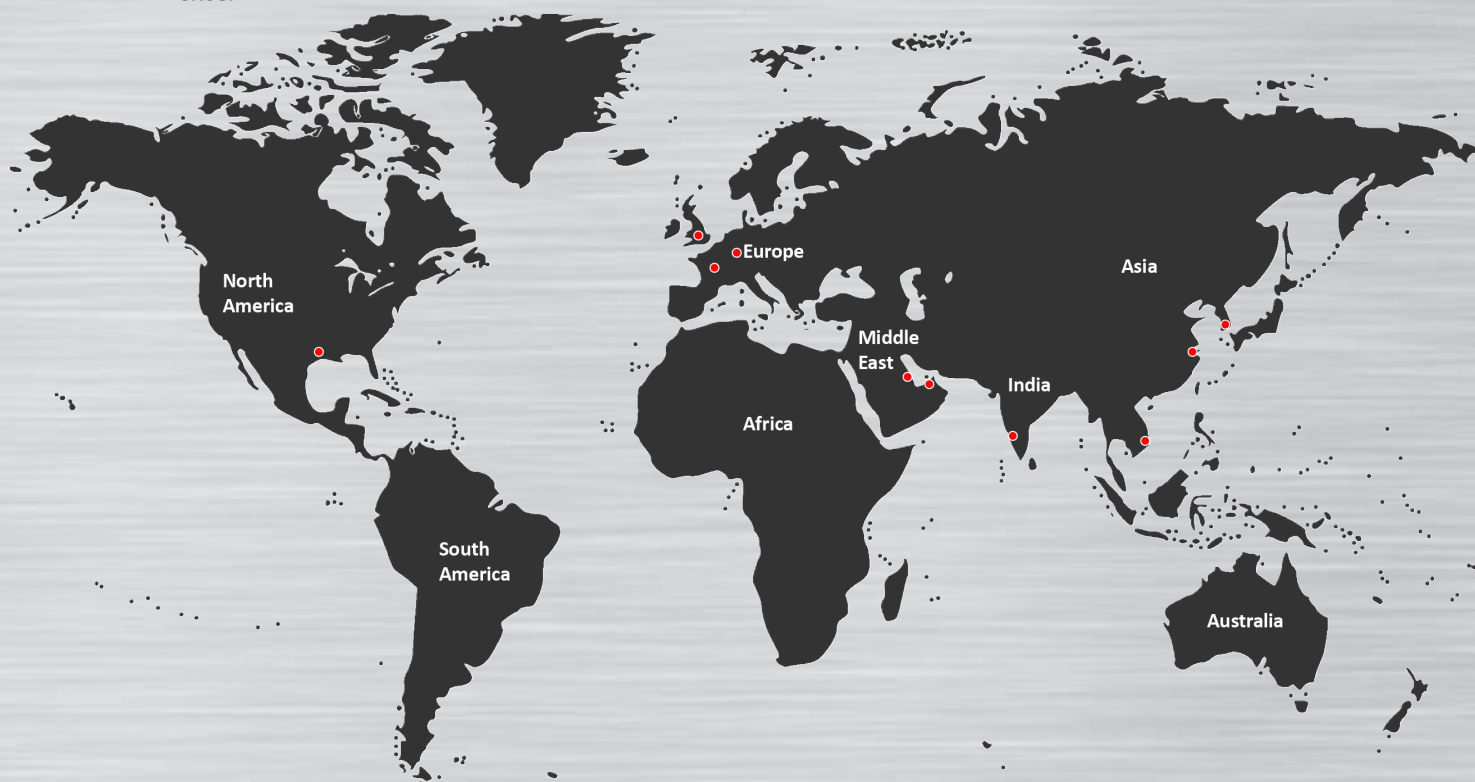 Europe
Asia
North
America
Middle
East
India
Africa
South
America
Australia